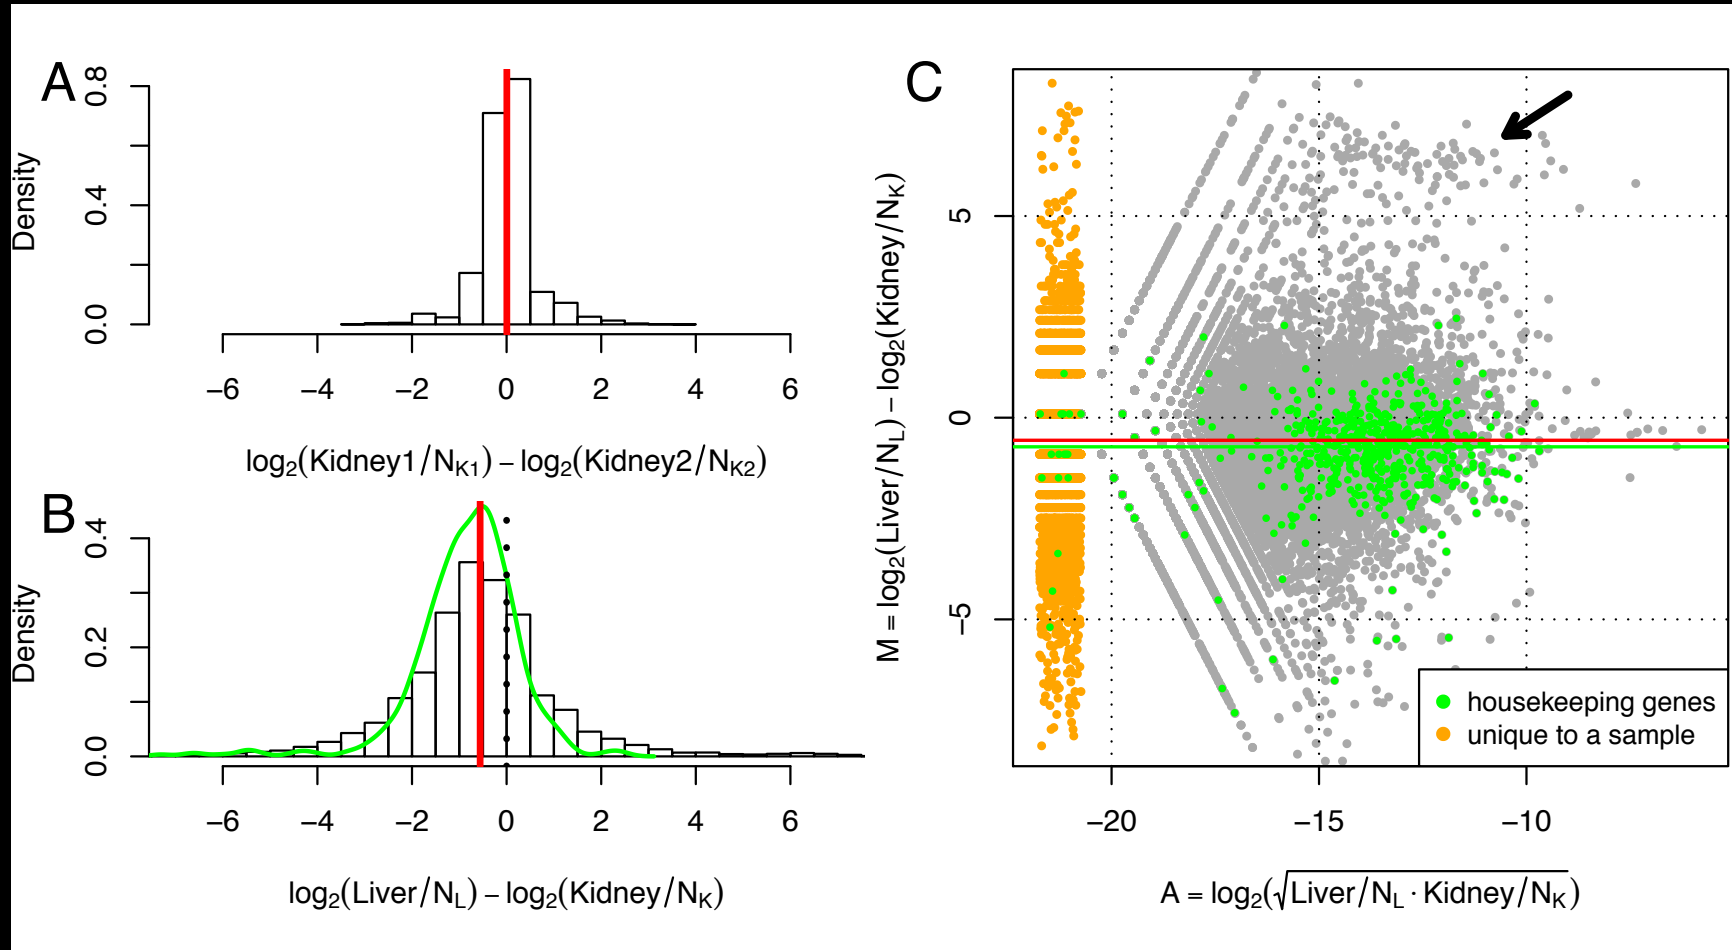 A
Density
0.0
0.4
0.8
−6 −4 −2 0 2 4 6
log2(Kidney1/NK1) − log2(Kidney2/NK2)
B
Density
0.0
0.2
0.4
−6 −4 −2 0 2 4 6
log2(Liver/NL) − log2(Kidney/NK)
C
M = log2(Liver/NL) − log2(Kidney/NK)
5
0
−5
housekeeping genes
unique to a sample
−20 −15 −10
A = log2(√Liver/NL · Kidney/NK)